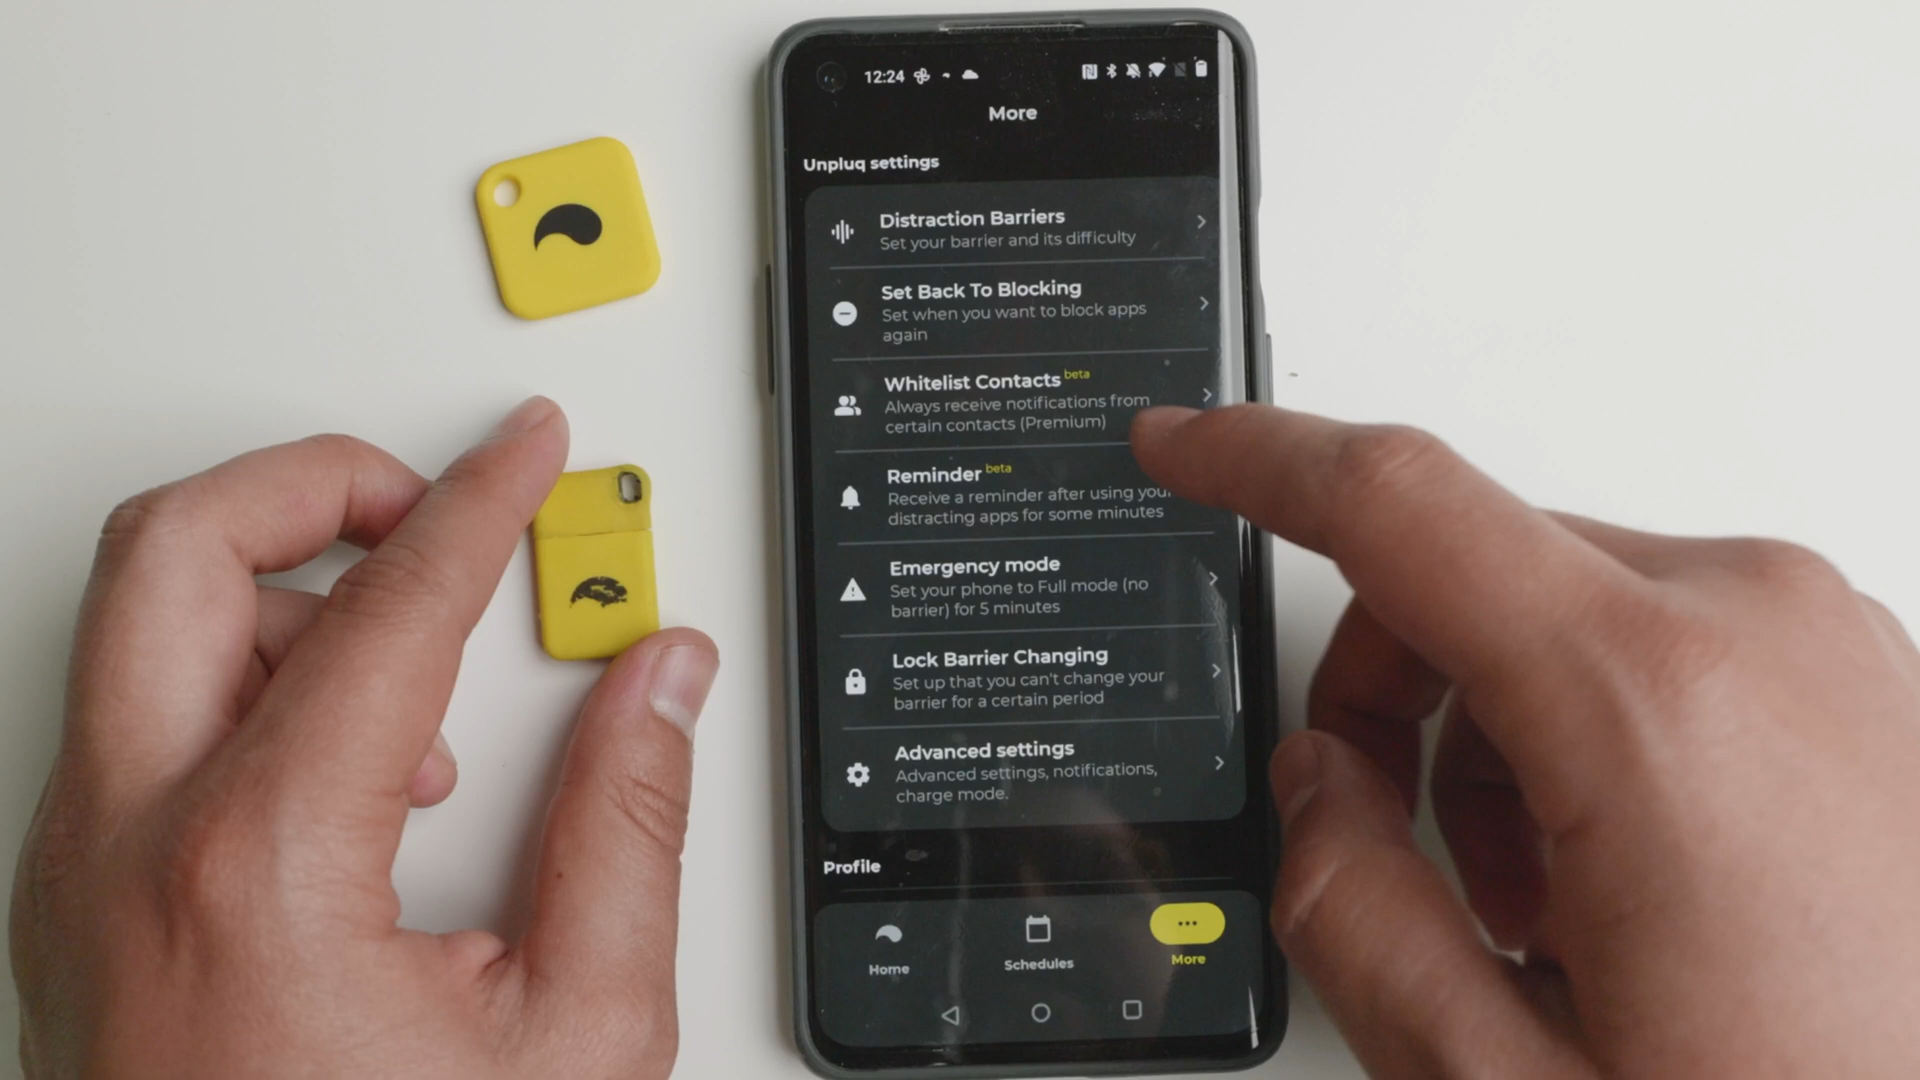 12:24
More
Unpluq settings
Distraction Barriers
Set your barrier and its difficulty
Set Back To Blocking
Set when you want to block apps
again
Whitelist Contacts beta
Always receive notifications from
certain contacts (Premium)
Reminder beta
Receive a reminder after using your
distracting apps for some minutes
Emergency mode
Set your phone to Full mode (no
barrier) for 5 minutes
Lock Barrier Changing
Set up that you can't change your
barrier for a certain period
Advanced settings
Advanced settings, notifications,
charge mode.
Profile
Home
Schedules
More